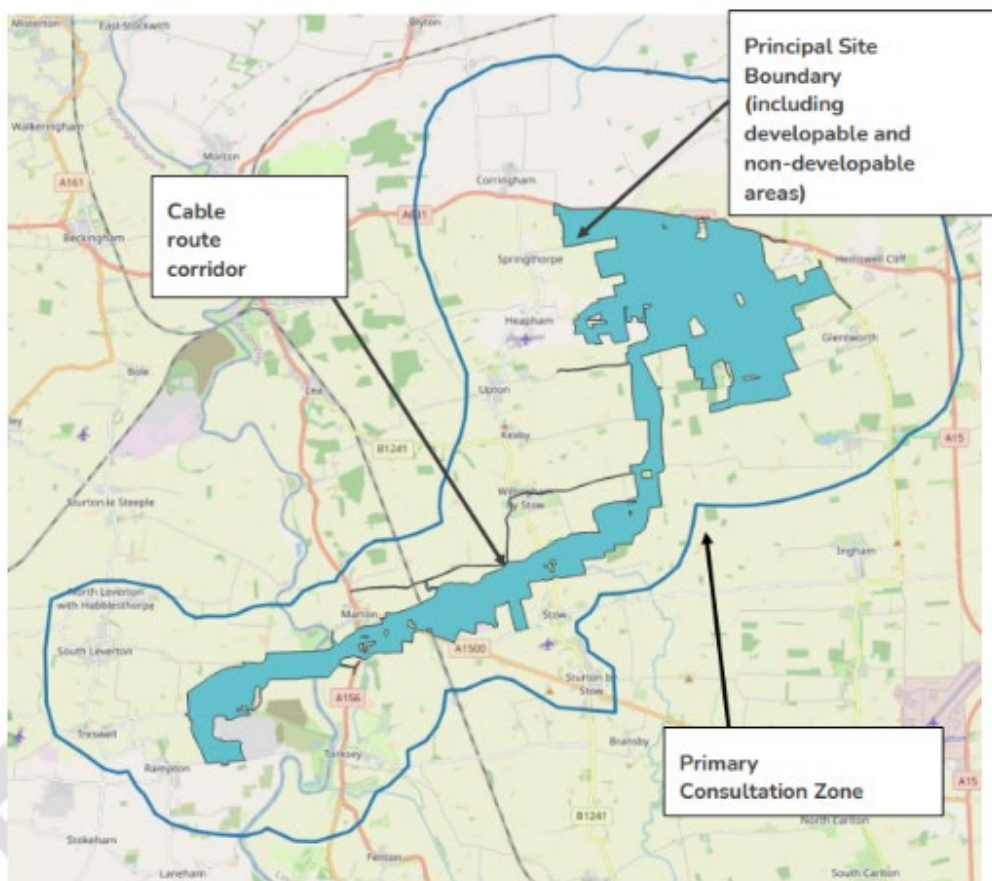 Misterton
East Stockwith
Blyton
Walkeringham
Nottinghamshire
Morton
A161
Beckingham
Corringham
A631
Springthorpe
Hemswell Cliff
Heapham
Glentworth
Bole
Lea
Upton
Kexby
B1241
A15
Sturton le Steeple
Willingham
by Stow
Ingham
North Leverton
with Habblesthorpe
Marton
Stow
South Leverton
A1500
Sturton by
Stow
A156
Treswell
Rampton
Torksey
Bransby
A15
Stokeham
B1241
North Carlton
Laneham
Fenton
South Carlton
Principal Site
Boundary
(including
developable and
non-developable
areas)
Cable
route
corridor
Primary
Consultation Zone